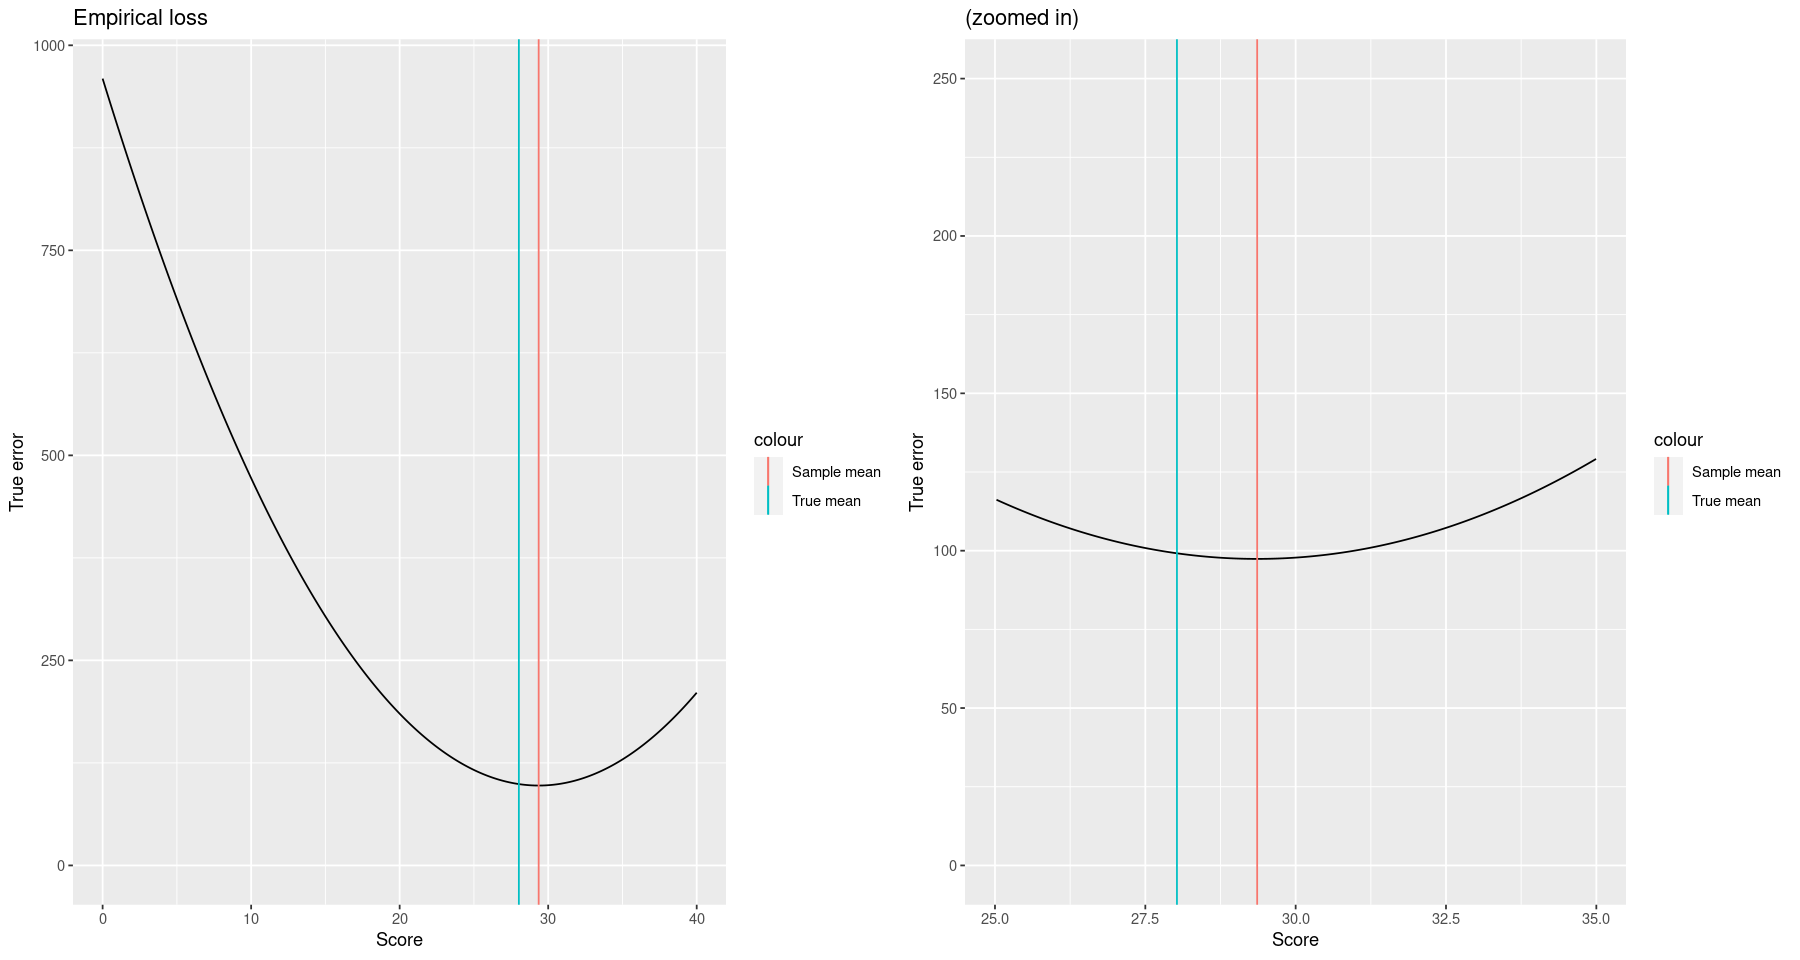 Empirical loss
1000
750
500
250
0
True error
0 10 20 30 40
Score
colour
Sample mean
True mean
(zoomed in)
250
200
150
100
50
0
True error
25.0 27.5 30.0 32.5 35.0
Score
colour
Sample mean
True mean